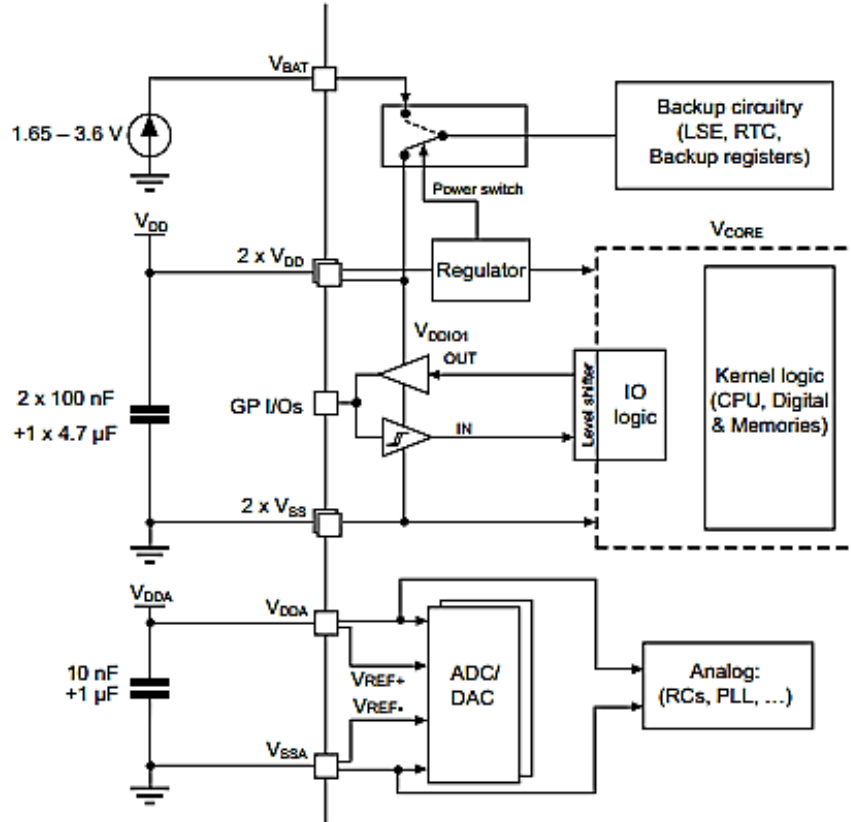 VBAT
1.65 – 3.6 V
Backup circuitry
(LSE, RTC,
Backup registers)
Power switch
VDD
VCORE
2 x VDD
Regulator
VDDIO1
OUT
2 x 100 nF
+1 x 4.7 µF
GP I/Os
Level shifter
IO
logic
Kernel logic
(CPU, Digital
& Memories)
IN
2 x VSS
VDDA
VDDA
10 nF
+1 µF
VREF+
ADC/
DAC
Analog:
(RCs, PLL, …)
VREF-
VSSA